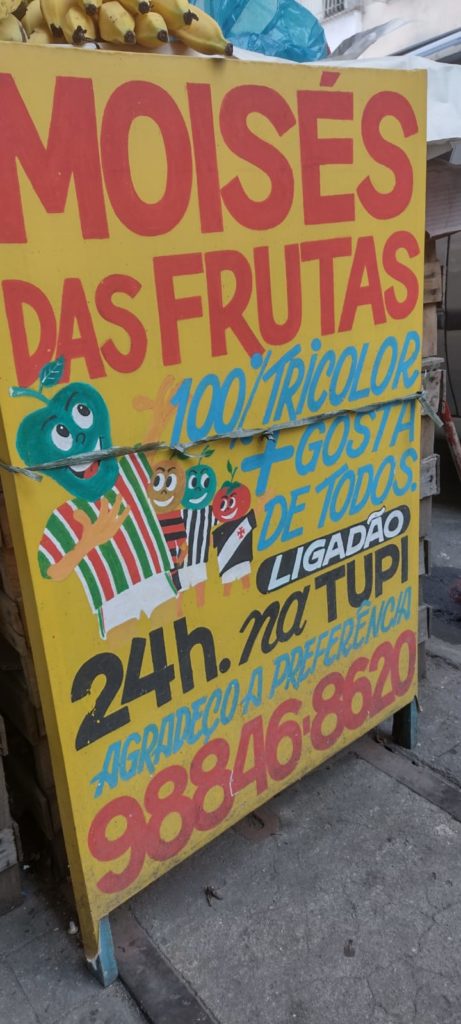 MOISÉS
DAS FRUTAS
100% TRICOLOR
+ GOSTA
DE TODOS.
LIGADÃO
24h. na TUPI
AGRADEÇO A PREFERÊNCIA
98846-8620